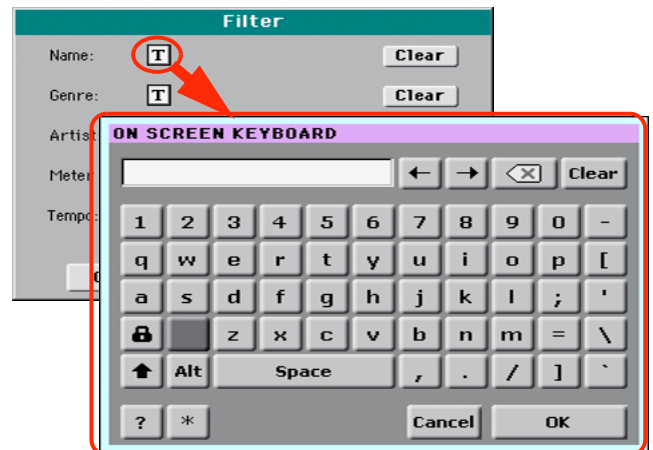 Filter
Name: T Clear
Genre: T Clear
Artist
ON SCREEN KEYBOARD
Meter
← → ⌫ Clear
Tempo:
1 2 3 4 5 6 7 8 9 0 -
q w e r t y u i o p [
a s d f g h j k l ; '
z x c v b n m = \
Alt Space , . / ] `
? * Cancel OK